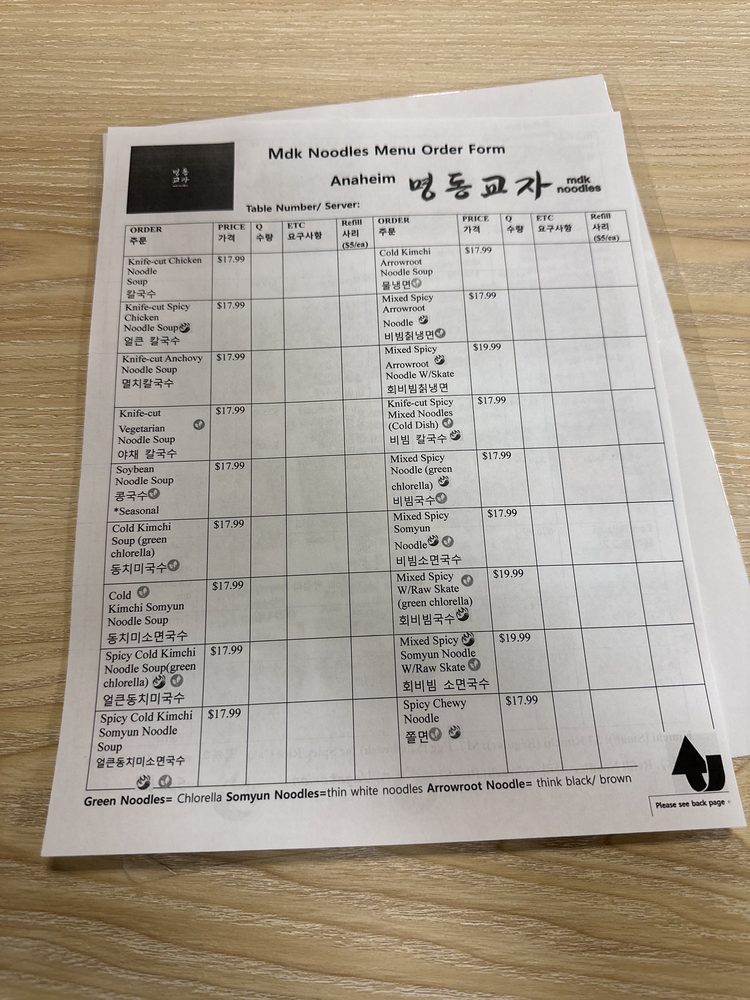 명동
교자
Mdk Noodles Menu Order Form
Anaheim 명동교자 mdk
noodles
Table Number/ Server:
ORDER
주문
PRICE
가격
Q
수량
ETC
요구사항
Refill
사리
($5/ea)
ORDER
주문
PRICE
가격
Q
수량
ETC
요구사항
Refill
사리
($5/ea)
Knife-cut Chicken
Noodle
Soup
칼국수
$17.99
Cold Kimchi
Arrowroot
Noodle Soup
물냉면
$17.99
Knife-cut Spicy
Chicken
Noodle Soup
얼큰 칼국수
$17.99
Mixed Spicy
Arrowroot
Noodle
비빔칡냉면
$17.99
Knife-cut Anchovy
Noodle Soup
멸치칼국수
$17.99
Mixed Spicy
Arrowroot
Noodle W/Skate
회비빔칡냉면
$19.99
Knife-cut
Vegetarian
Noodle Soup
야채 칼국수
$17.99
Knife-cut Spicy
Mixed Noodles
(Cold Dish)
비빔 칼국수
$17.99
Soybean
Noodle Soup
콩국수
*Seasonal
$17.99
Mixed Spicy
Noodle (green
chlorella)
비빔국수
$17.99
Cold Kimchi
Soup (green
chlorella)
동치미국수
$17.99
Mixed Spicy
Somyun
Noodle
비빔소면국수
$17.99
Cold
Kimchi Somyun
Noodle Soup
동치미소면국수
$17.99
Mixed Spicy
W/Raw Skate
(green chlorella)
회비빔국수
$19.99
Spicy Cold Kimchi
Noodle Soup(green
chlorella)
얼큰동치미국수
$17.99
Mixed Spicy
Somyun Noodle
W/Raw Skate
회비빔 소면국수
$19.99
Spicy Cold Kimchi
Somyun Noodle
Soup
얼큰동치미소면국수
$17.99
Spicy Chewy
Noodle
쫄면
$17.99
Green Noodles= Chlorella Somyun Noodles=thin white noodles Arrowroot Noodle= think black/ brown
Please see back page